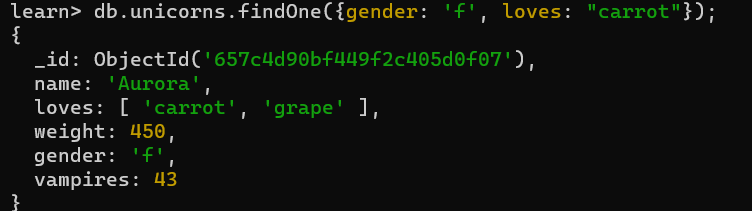 learn> db.unicorns.findOne({gender: 'f', loves: "carrot"});
{
  _id: ObjectId('657c4d90bf449f2c405d0f07'),
  name: 'Aurora',
  loves: [ 'carrot', 'grape' ],
  weight: 450,
  gender: 'f',
  vampires: 43
}